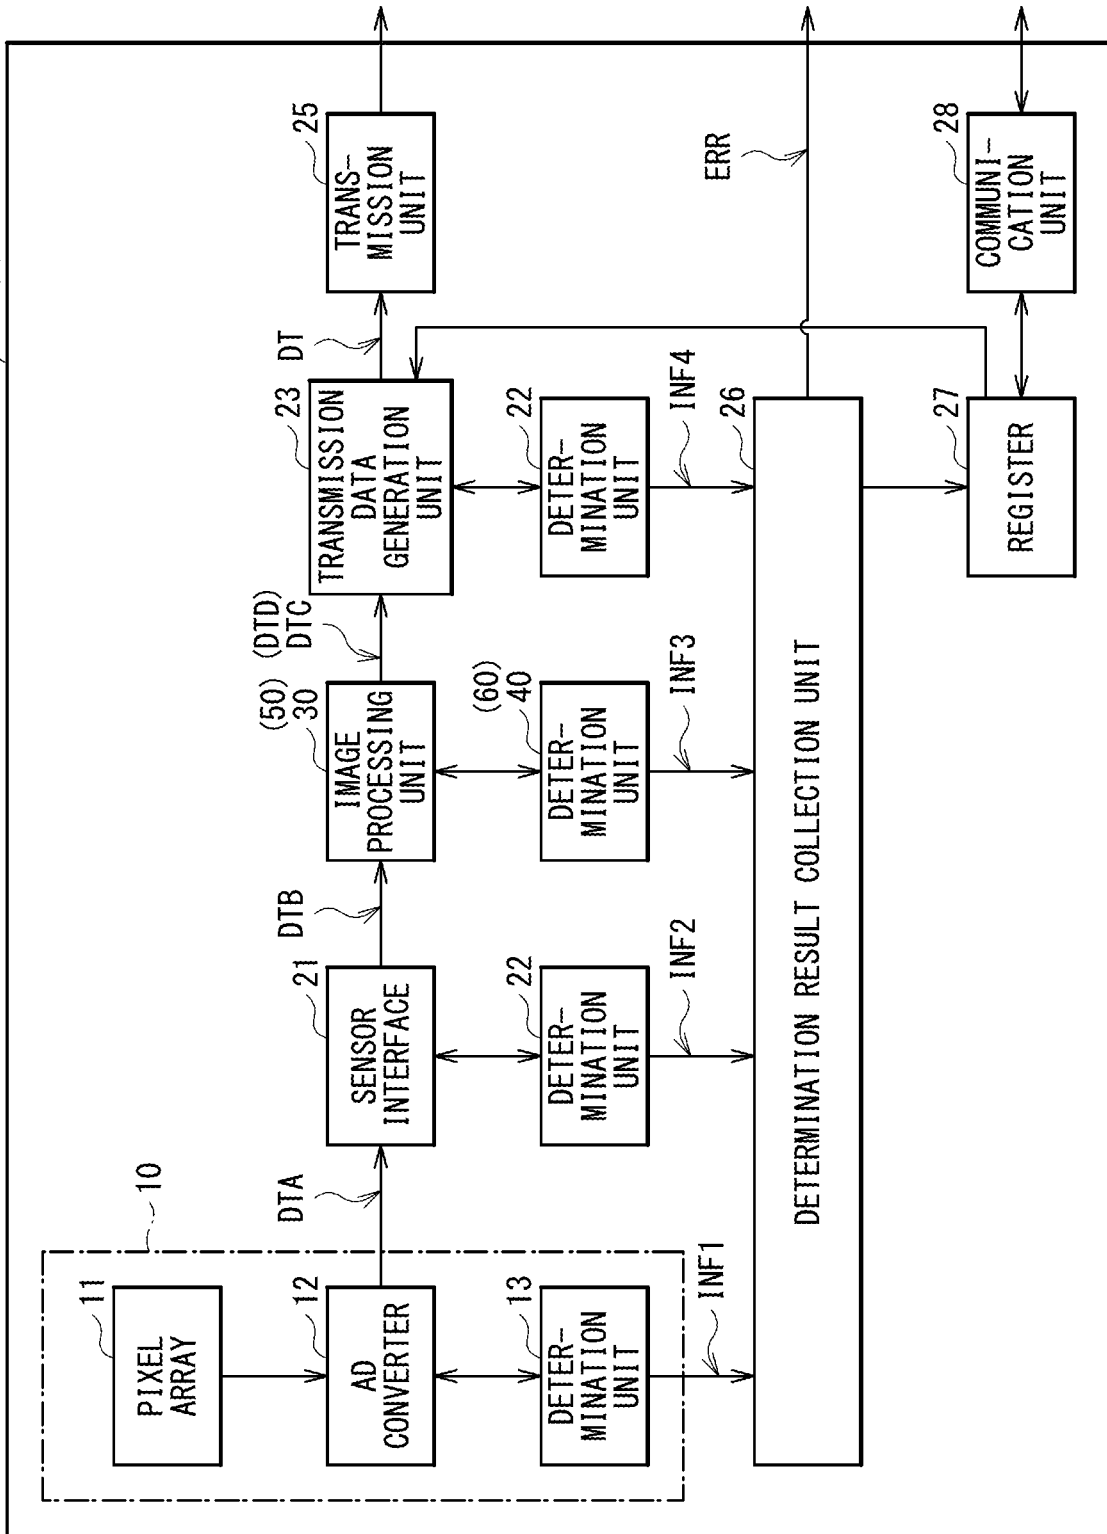 10
11
PIXEL
ARRAY
12
AD
CONVERTER
13
DETER-
MINATION
UNIT
INF1
DTA
21
SENSOR
INTERFACE
22
DETER-
MINATION
UNIT
INF2
DTB
(50)
30
IMAGE
PROCESSING
UNIT
(60)
40
DETER-
MINATION
UNIT
INF3
(DTD)
DTC
23
TRANSMISSION
DATA
GENERATION
UNIT
22
DETER-
MINATION
UNIT
INF4
DT
25
TRANS-
MISSION
UNIT
26
DETERMINATION RESULT COLLECTION UNIT
ERR
27
REGISTER
28
COMMUNI-
CATION
UNIT